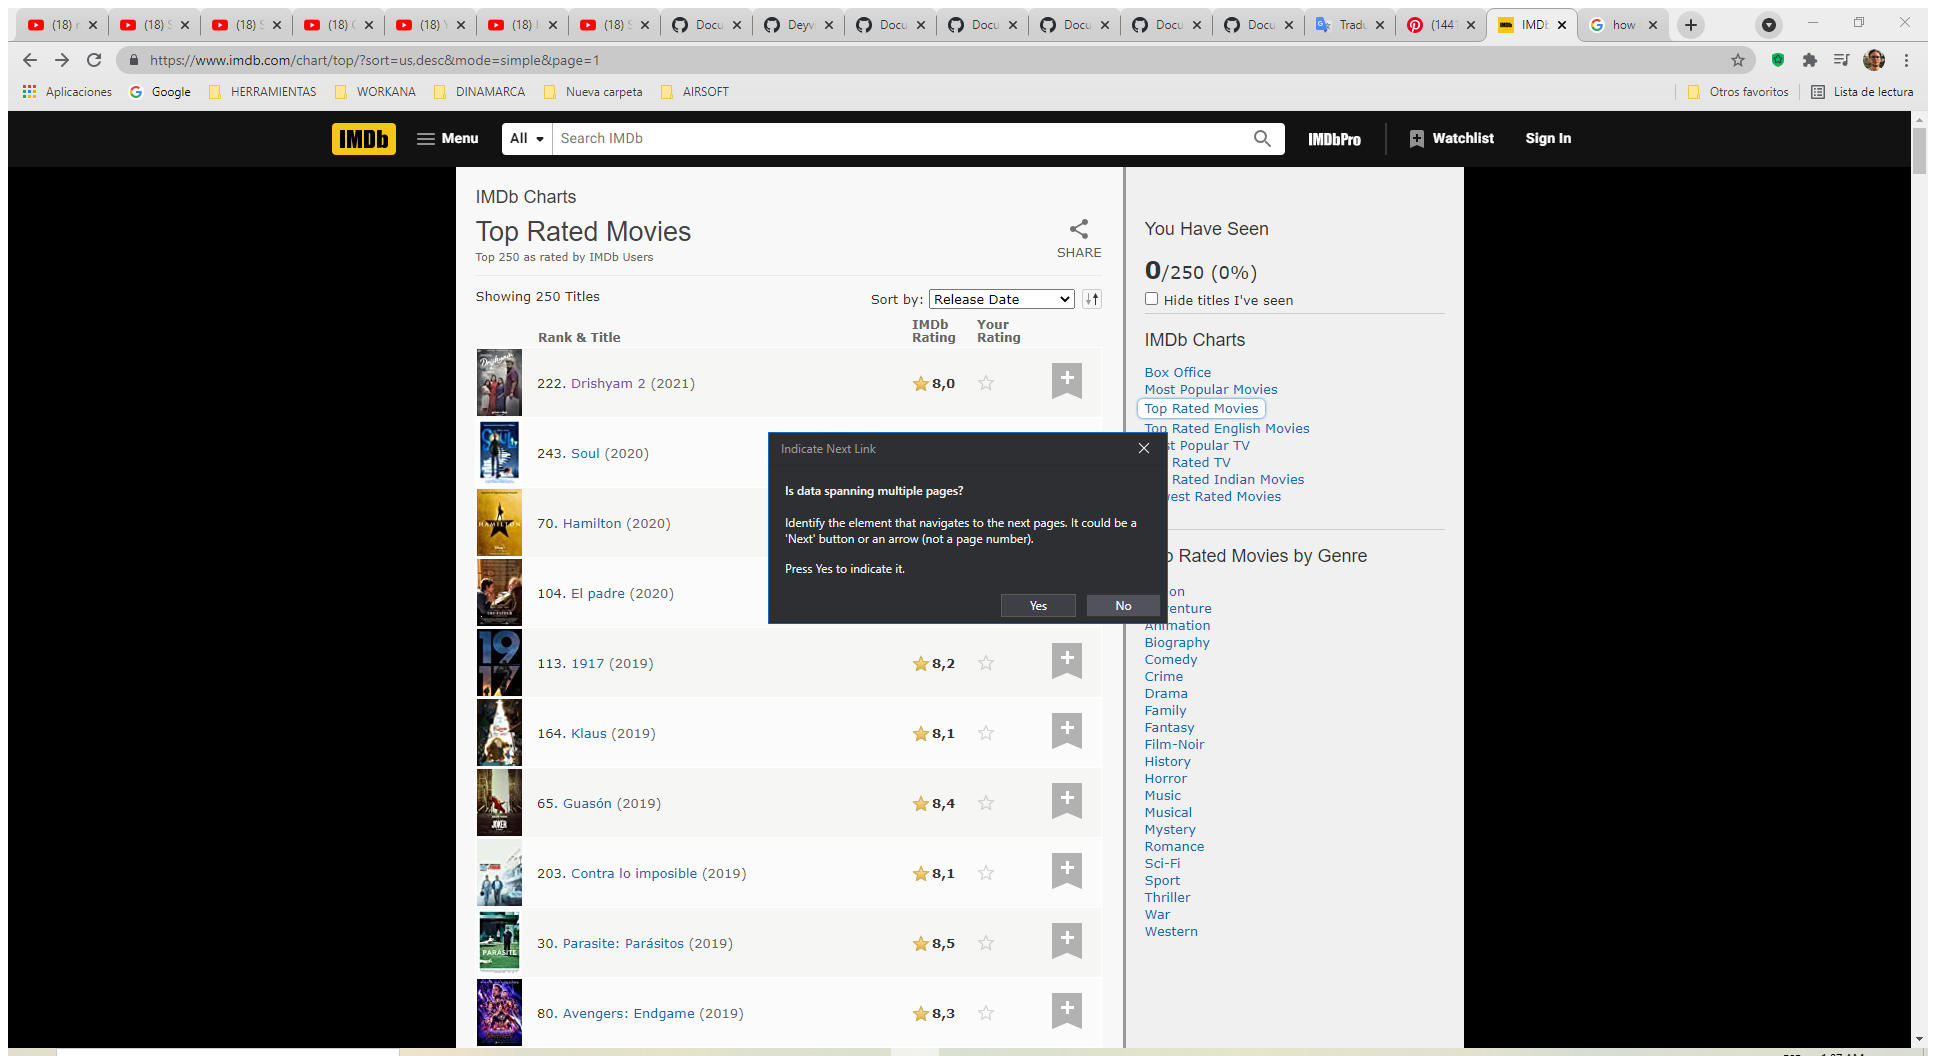 (18) r
(18) S
(18) S
(18)
(18) Y
(18)
(18) S
Docu
Deyv
Docu
Docu
Docu
Docu
Docu
Tradu
(144
IMDb
how
https://www.imdb.com/chart/top/?sort=us,desc&mode=simple&page=1
Aplicaciones
Google
HERRAMIENTAS
WORKANA
DINAMARCA
Nueva carpeta
AIRSOFT
Otros favoritos
Lista de lectura
IMDb
Menu
All
Search IMDb
IMDbPro
Watchlist
Sign In
IMDb Charts
Top Rated Movies
Top 250 as rated by IMDb Users
SHARE
Showing 250 Titles
Sort by: Release Date
Rank & Title
IMDb Rating
Your Rating
222. Drishyam 2 (2021)
8,0
243. Soul (2020)
70. Hamilton (2020)
104. El padre (2020)
113. 1917 (2019)
8,2
164. Klaus (2019)
8,1
65. Guasón (2019)
8,4
203. Contra lo imposible (2019)
8,1
30. Parasite: Parásitos (2019)
8,5
80. Avengers: Endgame (2019)
8,3
Indicate Next Link
Is data spanning multiple pages?
Identify the element that navigates to the next pages. It could be a
'Next' button or an arrow (not a page number).
Press Yes to indicate it.
Yes
No
You Have Seen
0/250 (0%)
Hide titles I've seen
IMDb Charts
Box Office
Most Popular Movies
Top Rated Movies
Top Rated English Movies
st Popular TV
Rated TV
Rated Indian Movies
est Rated Movies
Rated Movies by Genre
on
enture
Animation
Biography
Comedy
Crime
Drama
Family
Fantasy
Film-Noir
History
Horror
Music
Musical
Mystery
Romance
Sci-Fi
Sport
Thriller
War
Western